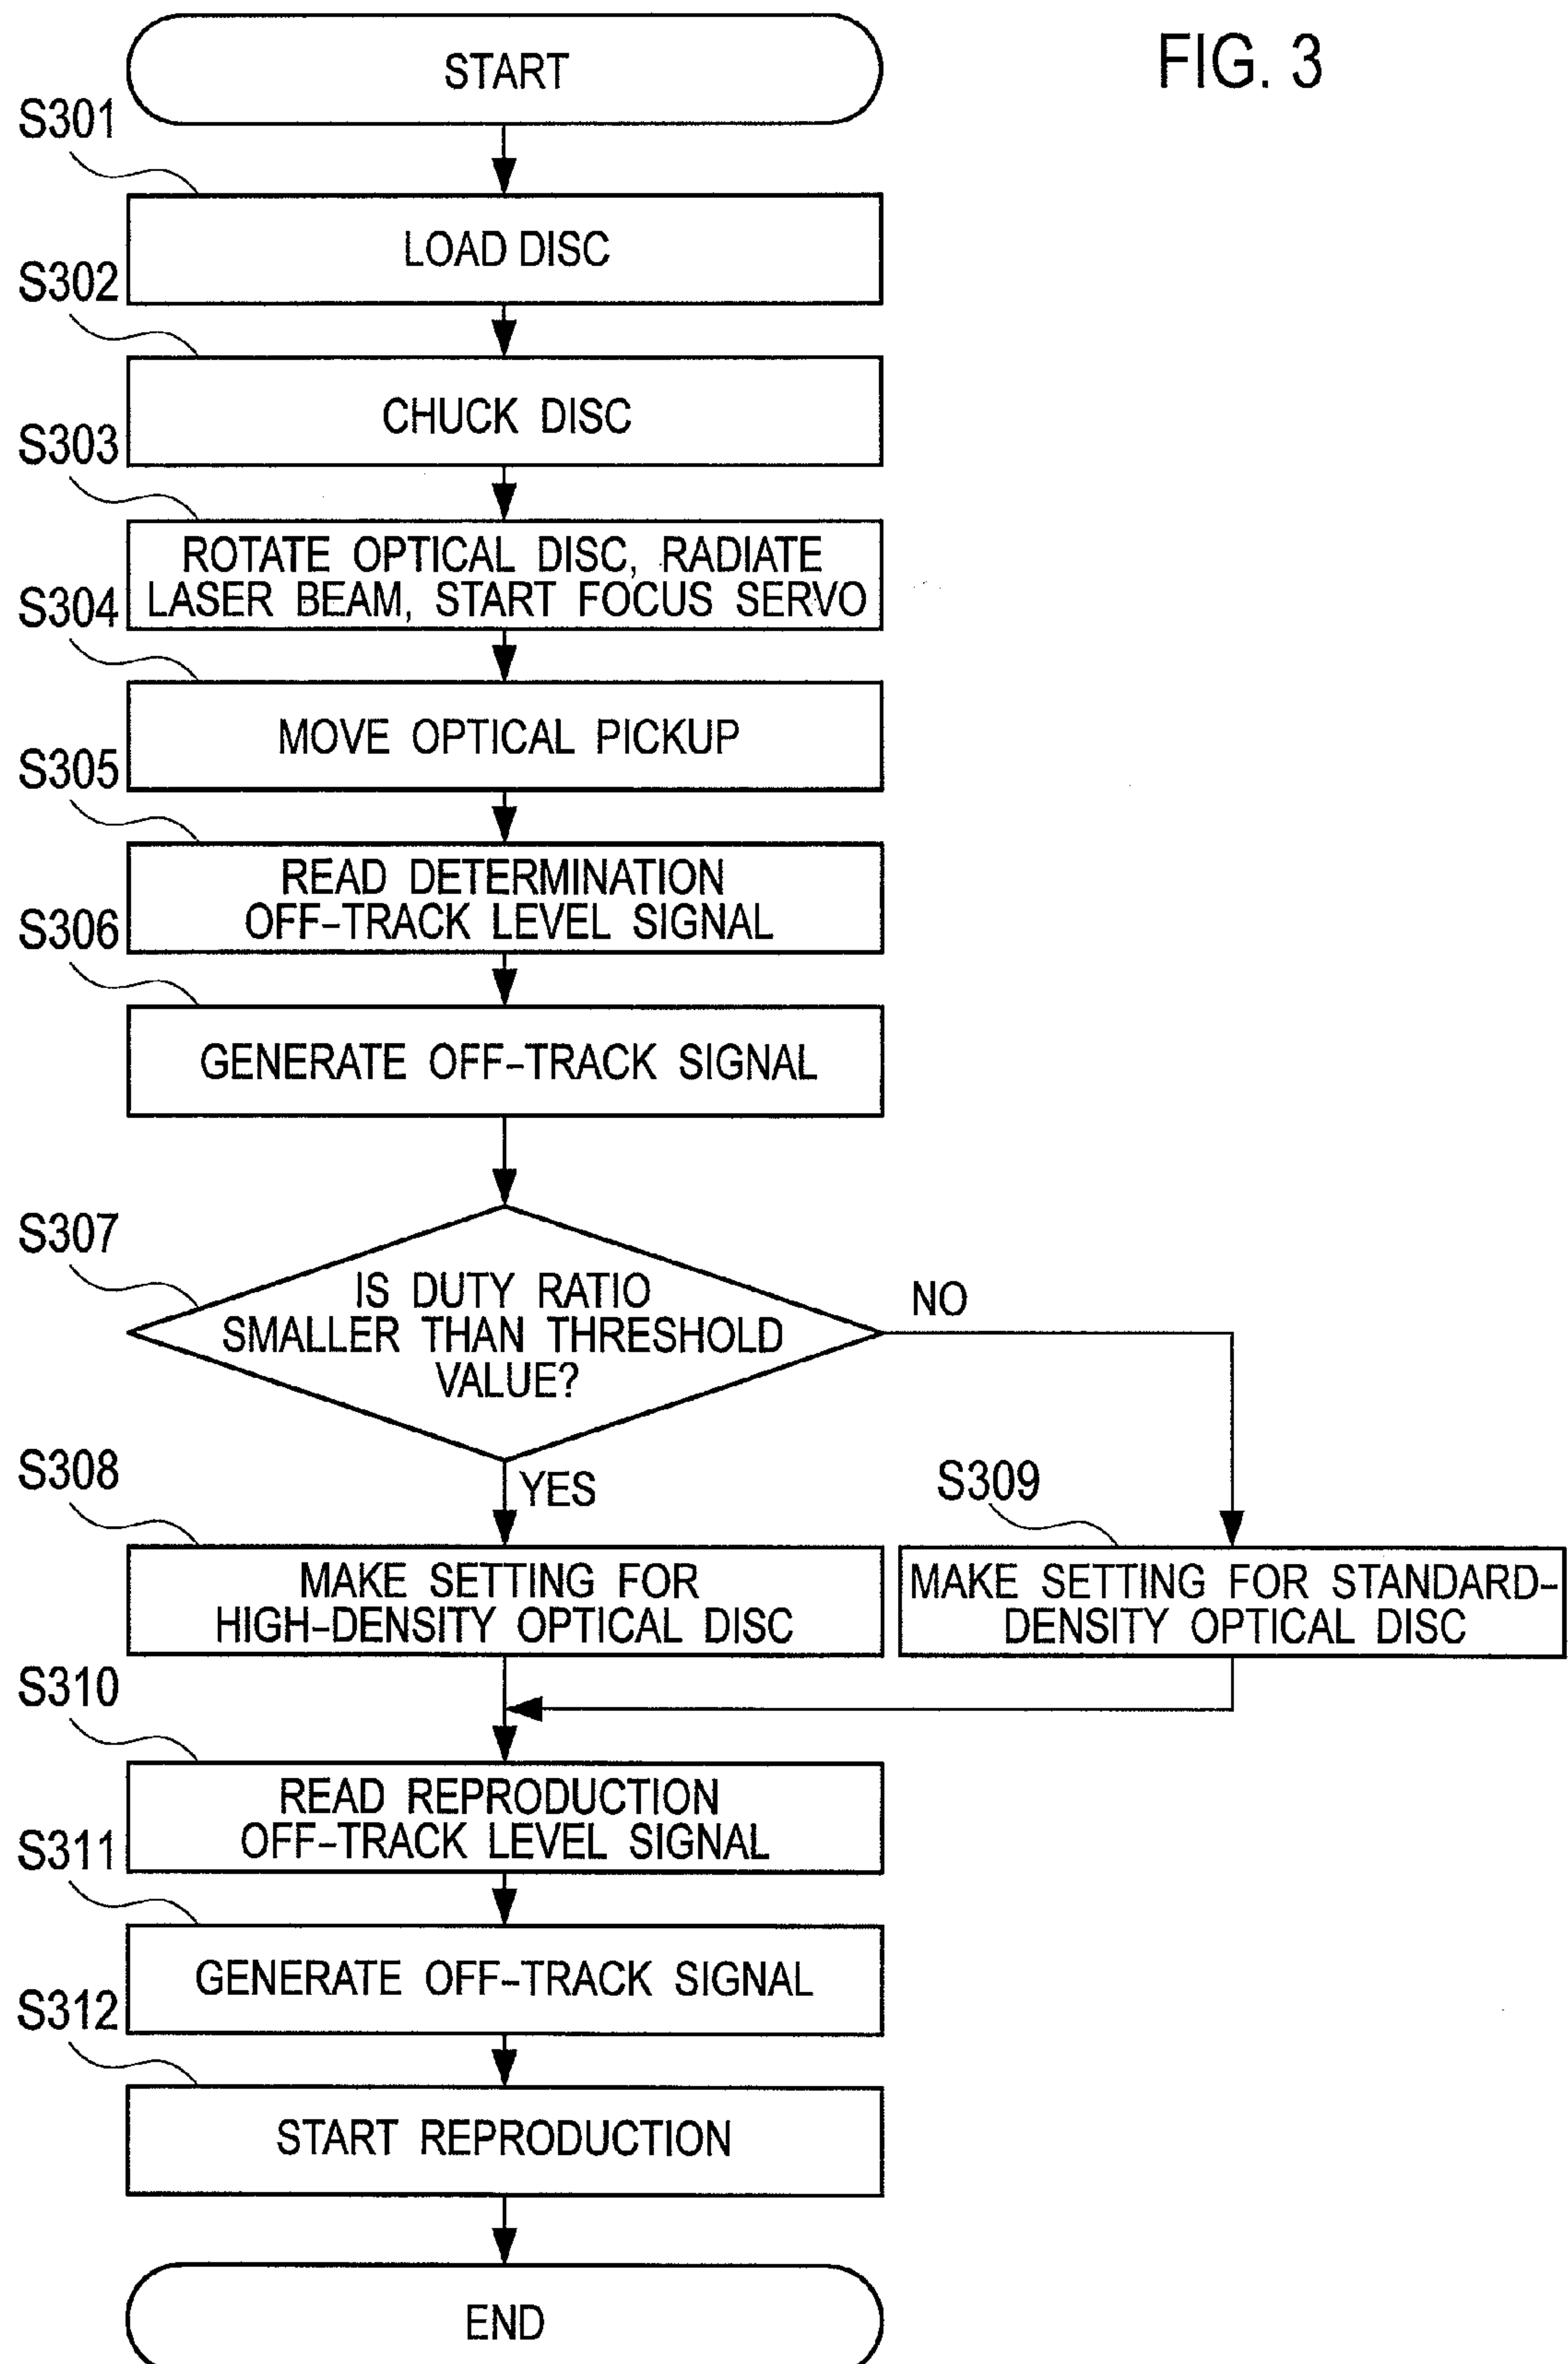 FIG. 3
START
S301
LOAD DISC
S302
CHUCK DISC
S303
ROTATE OPTICAL DISC, RADIATE
LASER BEAM, START FOCUS SERVO
S304
MOVE OPTICAL PICKUP
S305
READ DETERMINATION
OFF-TRACK LEVEL SIGNAL
S306
GENERATE OFF-TRACK SIGNAL
S307
IS DUTY RATIO
SMALLER THAN THRESHOLD
VALUE?
NO
YES
S308
MAKE SETTING FOR
HIGH-DENSITY OPTICAL DISC
S309
MAKE SETTING FOR STANDARD-
DENSITY OPTICAL DISC
S310
READ REPRODUCTION
OFF-TRACK LEVEL SIGNAL
S311
GENERATE OFF-TRACK SIGNAL
S312
START REPRODUCTION
END